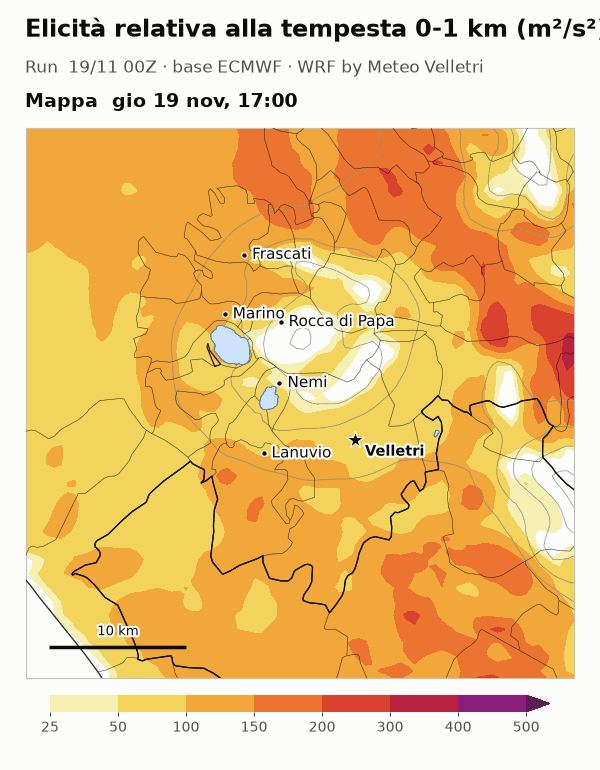 Elicità relativa alla tempesta 0-1 km (m²/s²)
Run  19/11 00Z · base ECMWF · WRF by Meteo Velletri
Mappa  gio 19 nov, 17:00
Frascati
Marino
Rocca di Papa
Nemi
Velletri
Lanuvio
10 km
25 50 100 150 200 300 400 500